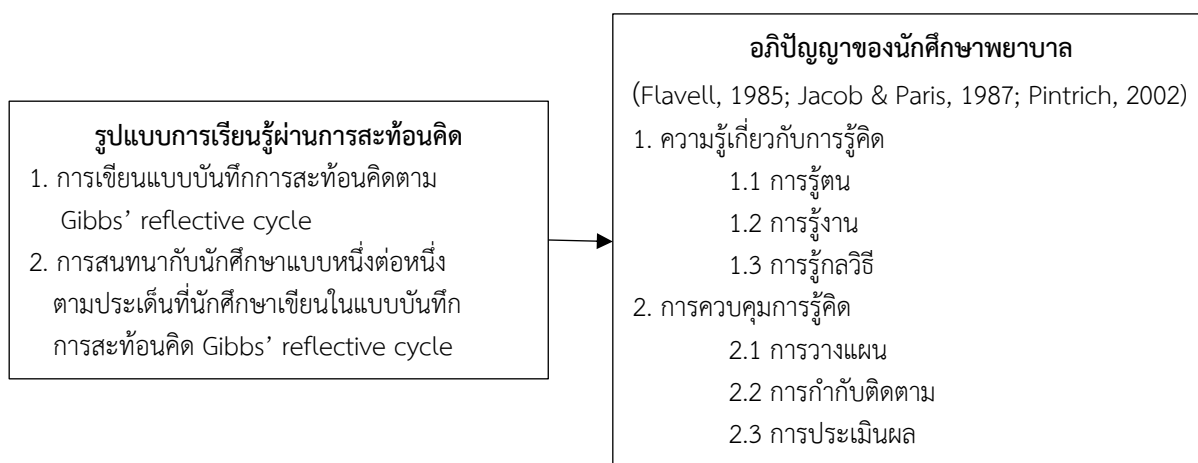 รูปแบบการเรียนรู้ผ่านการสะท้อนคิด
1. การเขียนแบบบันทึกการสะท้อนคิดตาม
Gibbs’ reflective cycle
2. การสนทนากับนักศึกษาแบบหนึ่งต่อหนึ่ง
ตามประเด็นที่นักศึกษาเขียนในแบบบันทึก
การสะท้อนคิด Gibbs’ reflective cycle
อภิปัญญาของนักศึกษาพยาบาล
(Flavell, 1985; Jacob & Paris, 1987; Pintrich, 2002)
1. ความรู้เกี่ยวกับการรู้คิด
1.1 การรู้ตน
1.2 การรู้งาน
1.3 การรู้กลวิธี
2. การควบคุมการรู้คิด
2.1 การวางแผน
2.2 การกำกับติดตาม
2.3 การประเมินผล